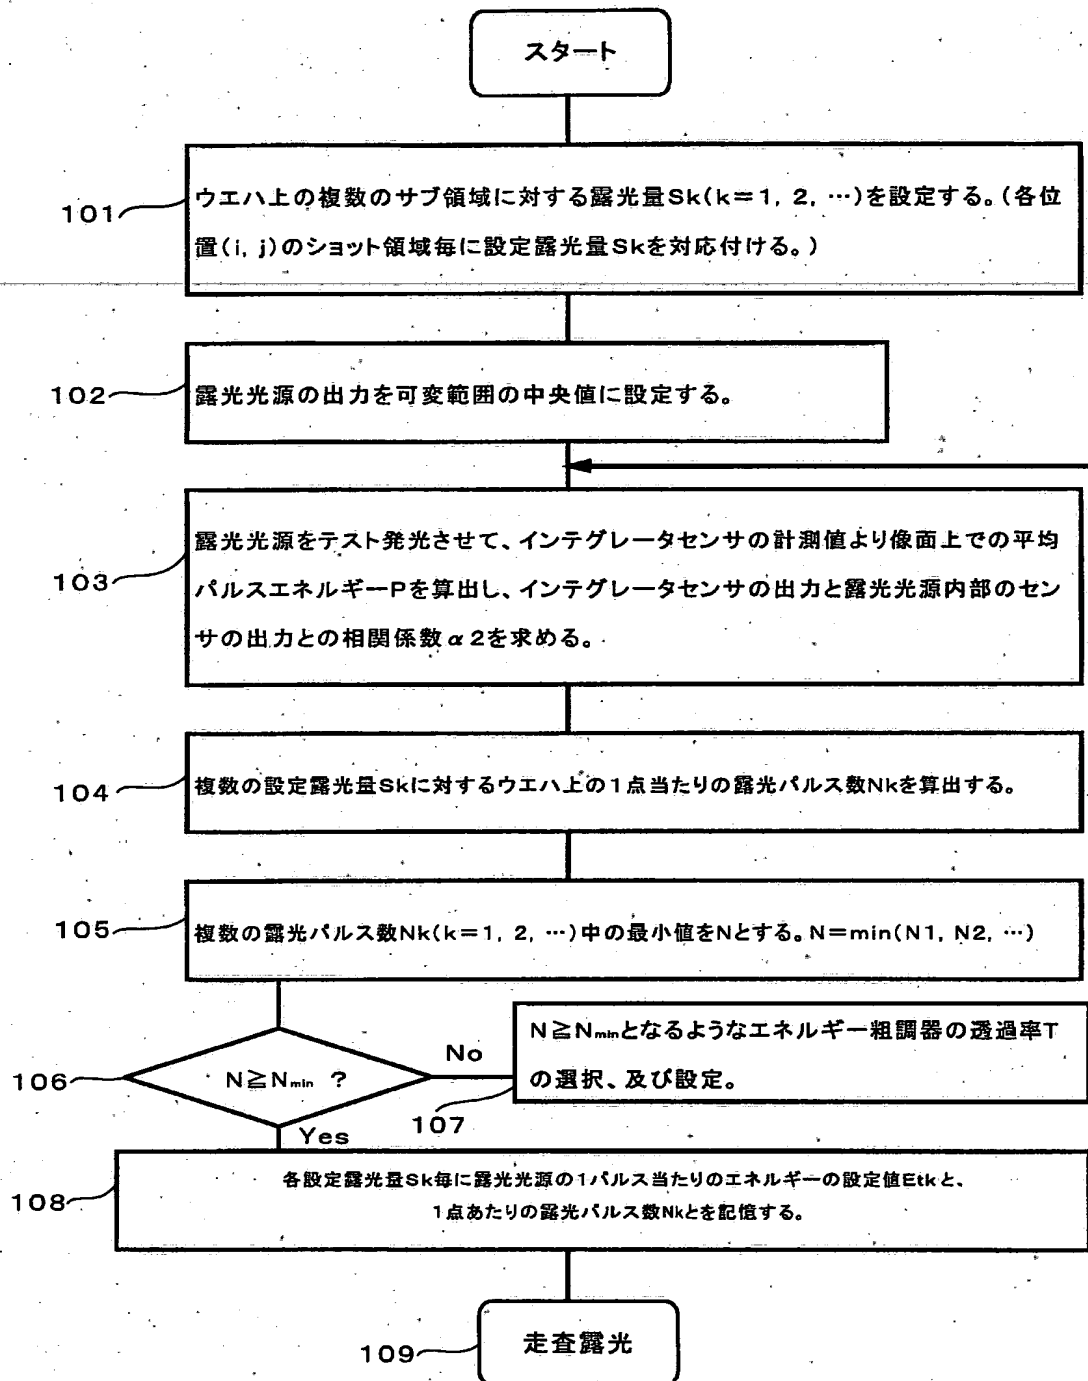 スタート
101
ウエハ上の複数のサブ領域に対する露光量Sk(k=1, 2, …)を設定する。(各位
置(i, j)のショット領域毎に設定露光量Skを対応付ける。)
102
露光光源の出力を可変範囲の中央値に設定する。
103
露光光源をテスト発光させて、インテグレータセンサの計測値より像面上での平均
パルスエネルギーPを算出し、インテグレータセンサの出力と露光光源内部のセン
サの出力との相関係数α2を求める。
104
複数の設定露光量Skに対するウエハ上の1点当たりの露光パルス数Nkを算出する。
105
複数の露光パルス数Nk(k=1, 2, …)中の最小値をNとする。N=min(N1, N2, …)
106
N≧Nmin ?
No
107
N≧Nminとなるようなエネルギー粗調器の透過率T
の選択、及び設定。
Yes
108
各設定露光量Sk毎に露光光源の1パルス当たりのエネルギーの設定値Etkと、
1点あたりの露光パルス数Nkとを記憶する。
109
走査露光